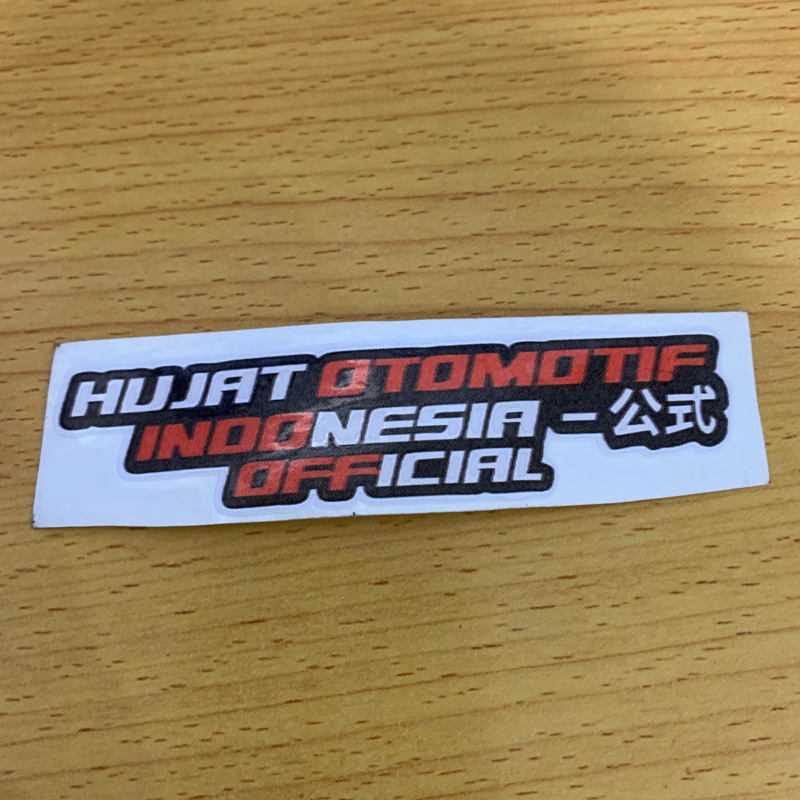 HUJAT OTOMOTIF
INDONESIA - 公式
OFFICIAL